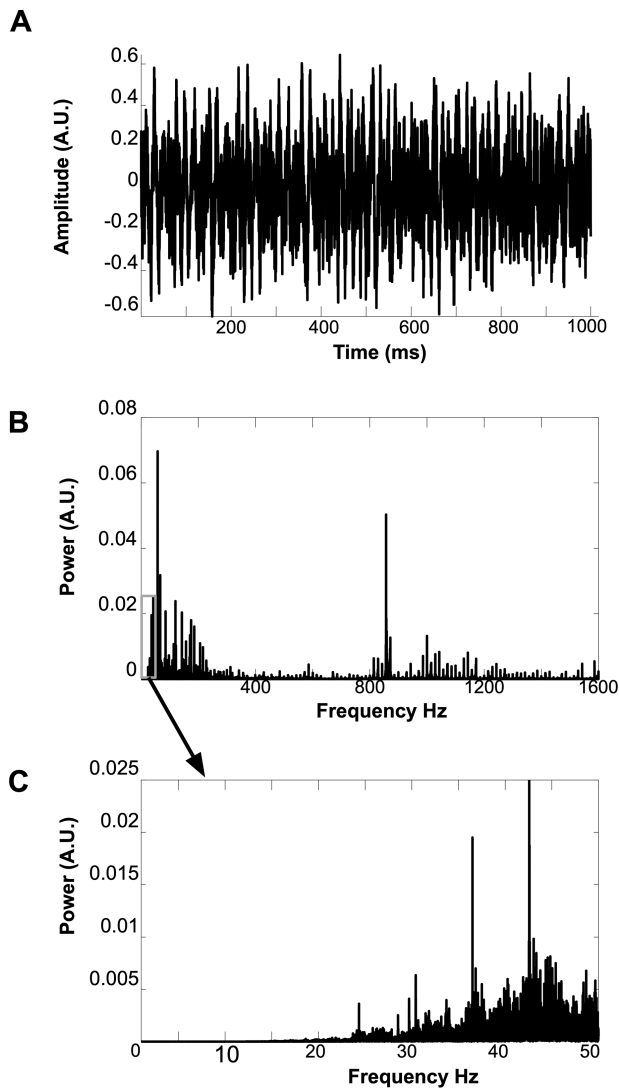 A
Amplitude (A.U.)
0.6
0.4
0.2
0
-0.2
-0.4
-0.6
200 400 600 800 1000
Time (ms)
B
Power (A.U.)
0.08
0.06
0.04
0.02
0
400 800 1200 1600
Frequency Hz
C
Power (A.U.)
0.025
0.02
0.015
0.01
0.005
0 10 20 30 40 50
Frequency Hz